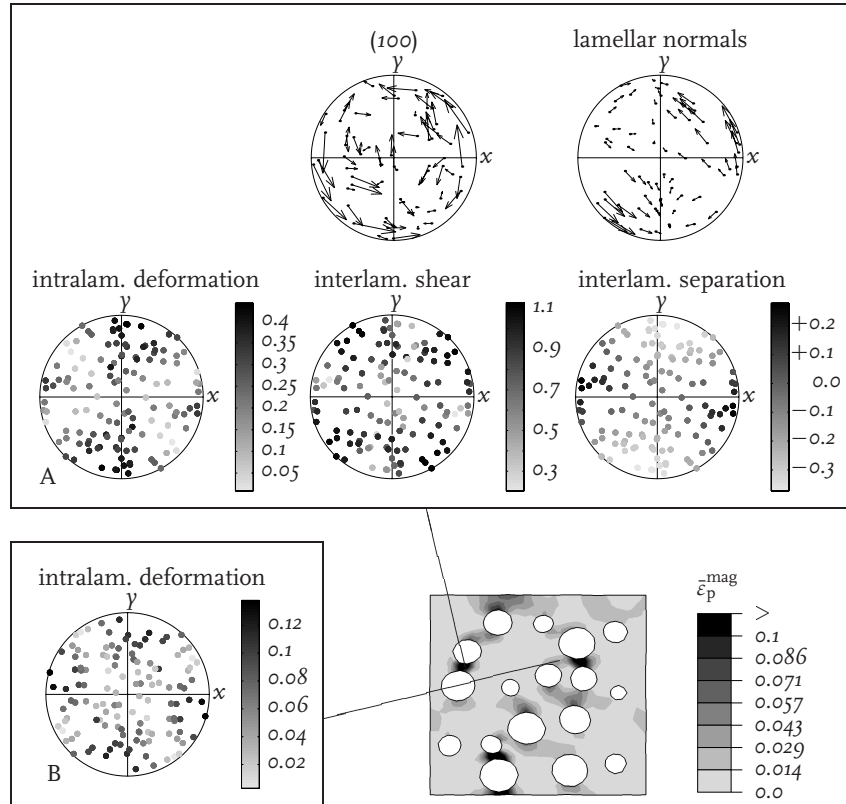 (100)
lamellar normals
y
y
x
x
intralam. deformation
interlam. shear
interlam. separation
y
y
y
x
x
x
0.4
0.35
0.3
0.25
0.2
0.15
0.1
0.05
1.1
0.9
0.7
0.5
0.3
+0.2
+0.1
0.0
−0.1
−0.2
−0.3
A
intralam. deformation
y
x
0.12
0.1
0.08
0.06
0.04
0.02
B
ε̄ₚᵐᵃᵍ
>
0.1
0.086
0.071
0.057
0.043
0.029
0.014
0.0